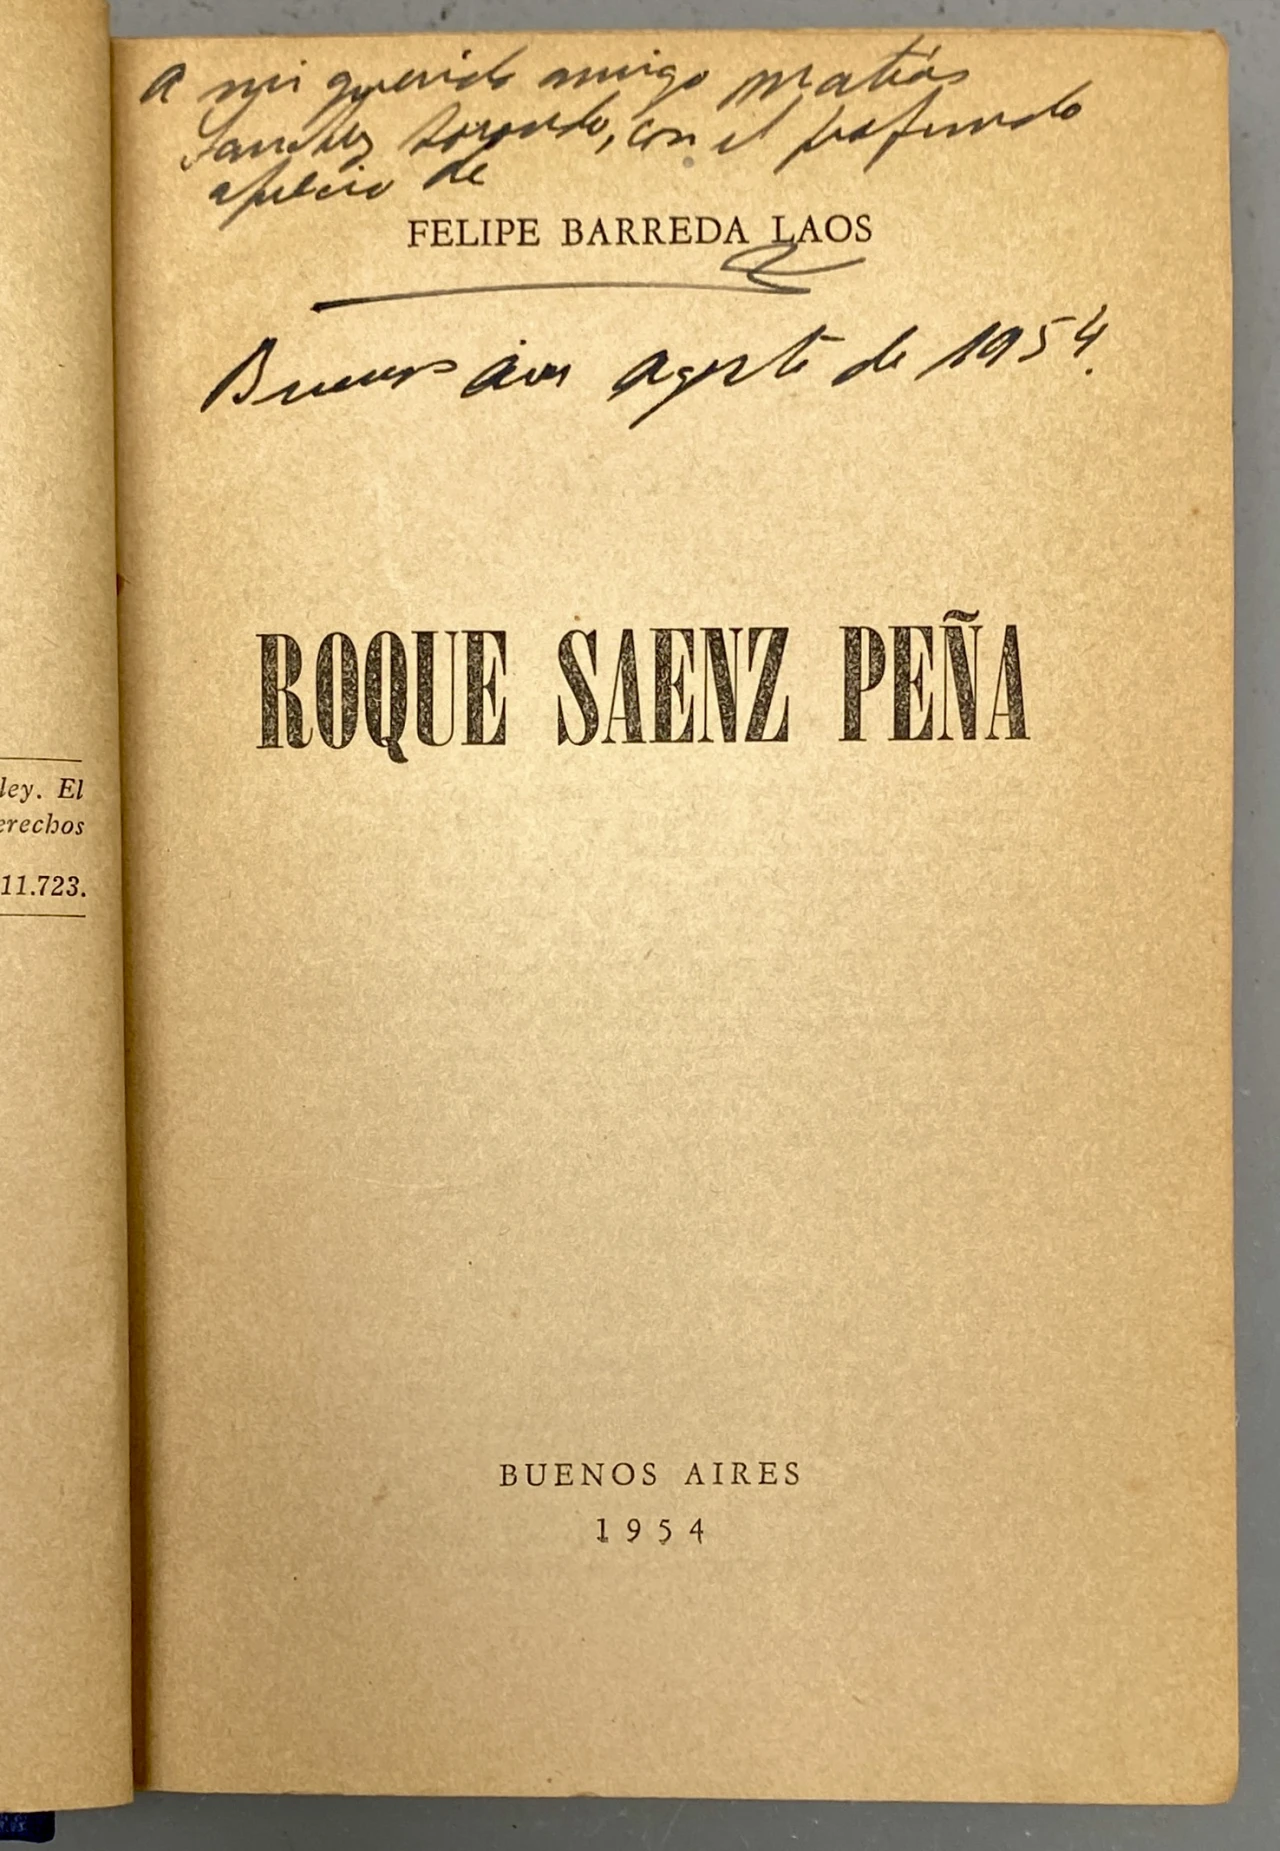 A mi querido amigo Matías
Sanchez Sorondo, con el profundo
aprecio de
FELIPE BARREDA LAOS
Buenos Aires Agosto de 1954.
ROQUE SAENZ PEÑA
BUENOS AIRES
1954
ley. El
erechos
11.723.